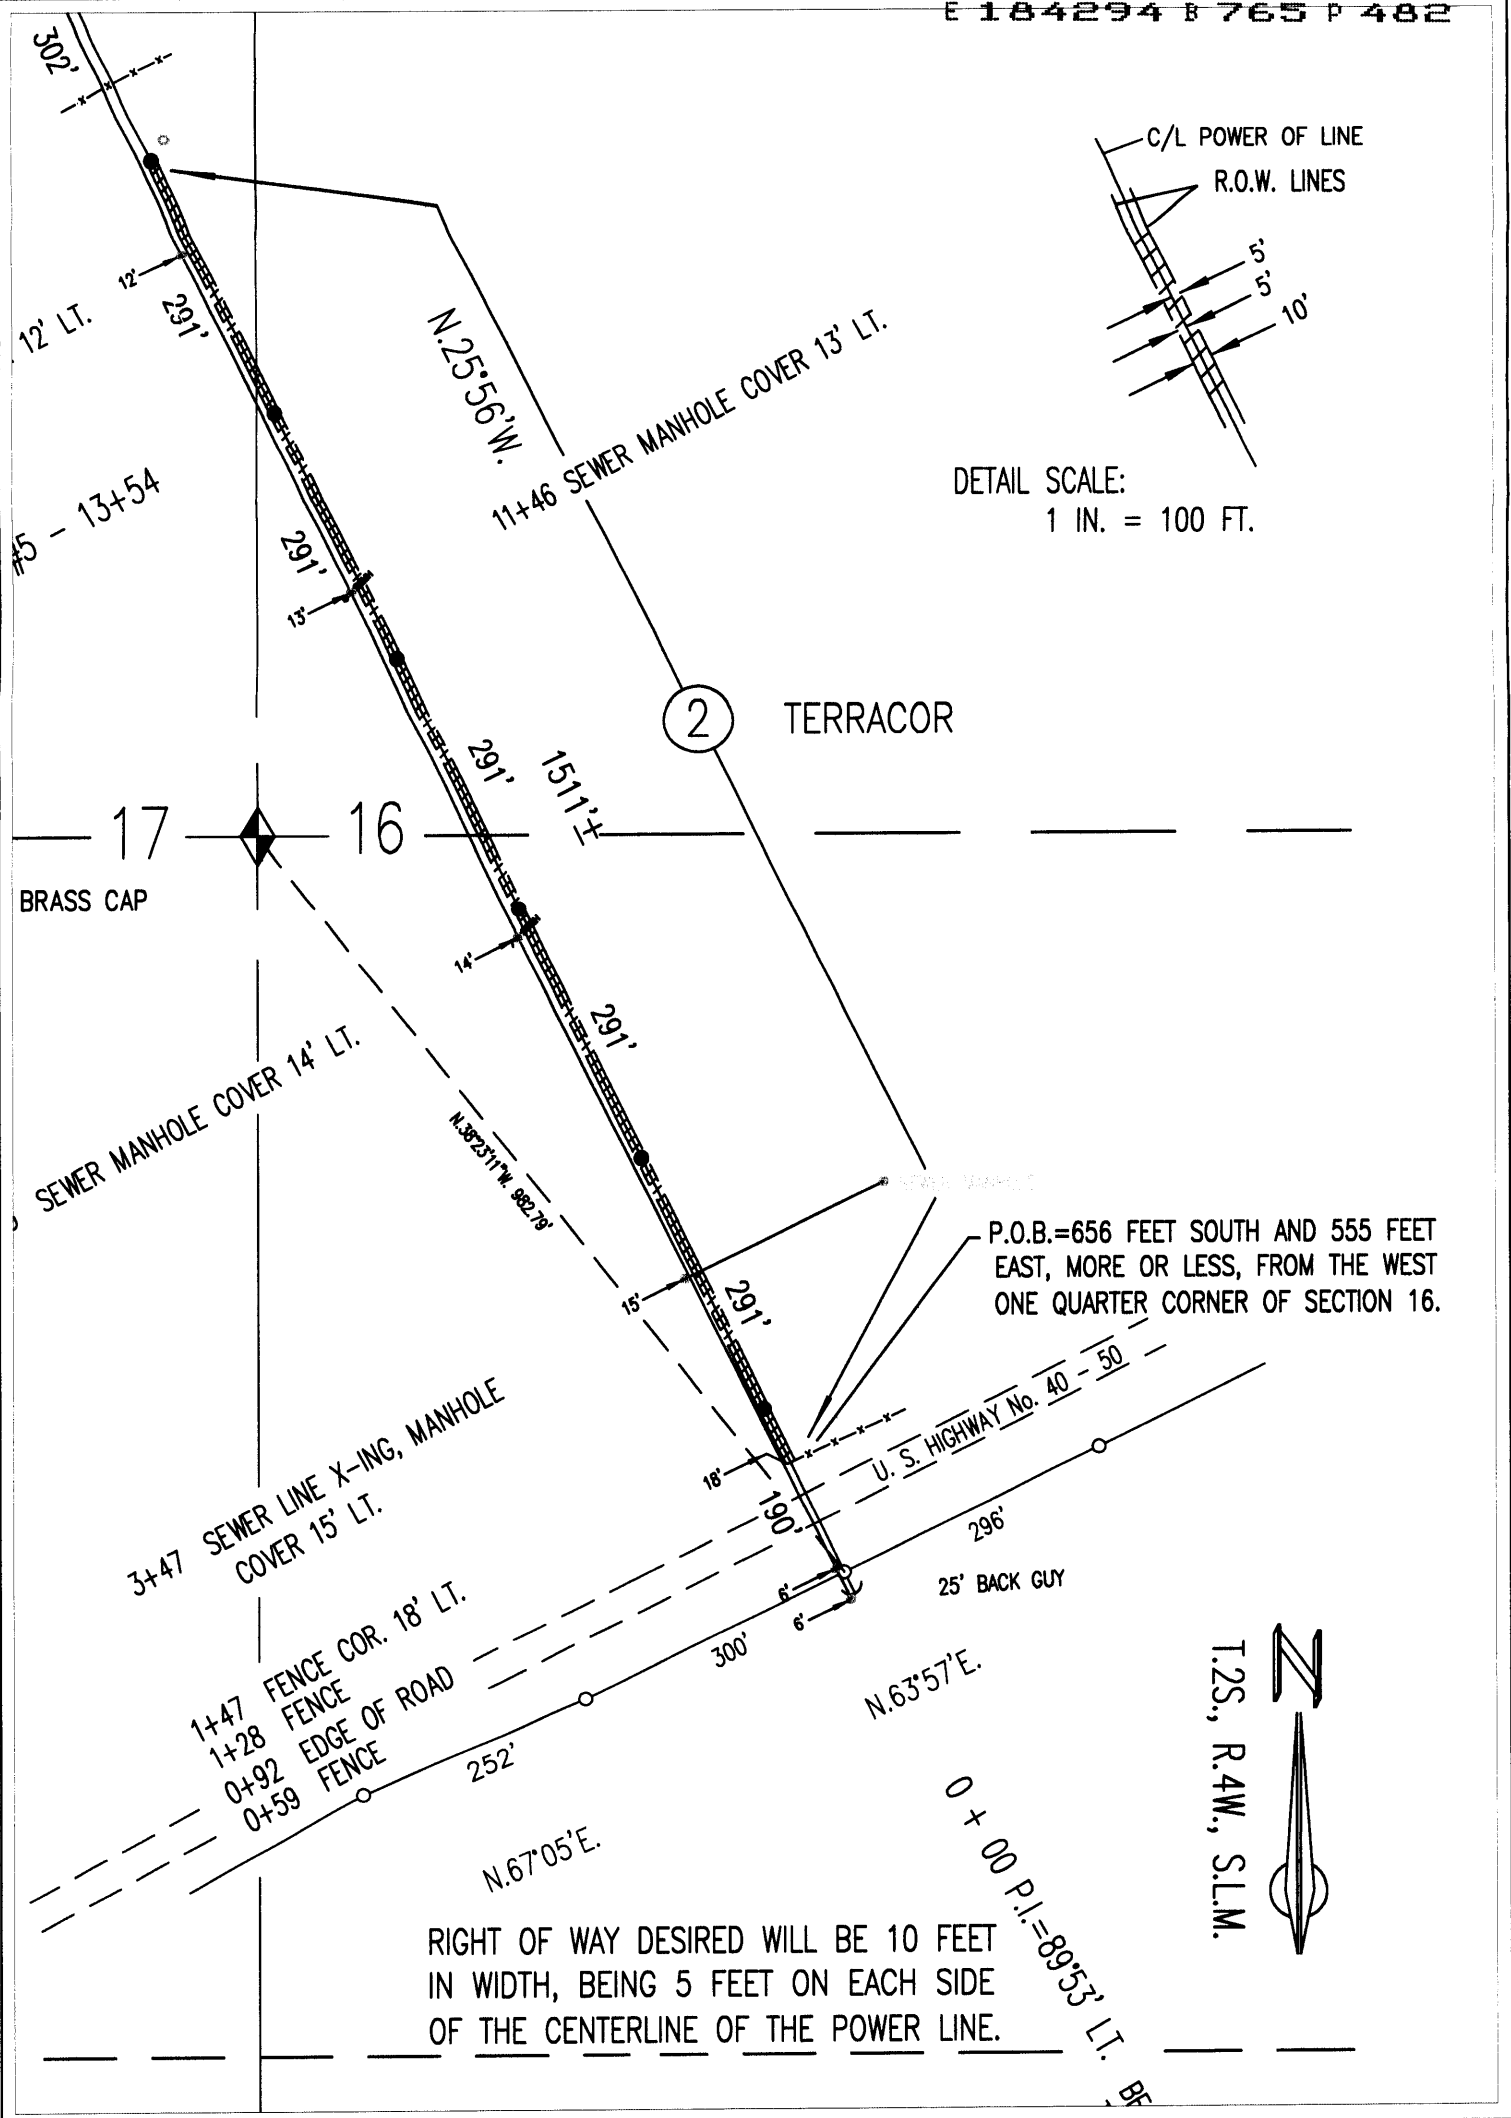 E 184294 B 765 P 482
302'
C/L POWER OF LINE
R.O.W. LINES
5'
5'
10'
DETAIL SCALE:
1 IN. = 100 FT.
12'
291'
12' LT.
N.25°56'W.
11+46 SEWER MANHOLE COVER 13' LT.
#5 - 13+54
291'
13'
2
TERRACOR
291'
1511'±
17
16
BRASS CAP
14'
291'
SEWER MANHOLE COVER 14' LT.
N.38°23'11"W. 982.79'
SEWER MANHOLE
P.O.B.=656 FEET SOUTH AND 555 FEET
EAST, MORE OR LESS, FROM THE WEST
ONE QUARTER CORNER OF SECTION 16.
15'
291'
U. S. HIGHWAY No. 40 - 50
3+47 SEWER LINE X-ING, MANHOLE
COVER 15' LT.
18'
190'
296'
25' BACK GUY
6'
6'
300'
1+47 FENCE COR. 18' LT.
1+28 FENCE
0+92 EDGE OF ROAD
0+59 FENCE
252'
N.63°57'E.
N.67°05'E.
0 + 00 P.I.=89°53' LT.
N
T.2S., R.4W., S.L.M.
RIGHT OF WAY DESIRED WILL BE 10 FEET
IN WIDTH, BEING 5 FEET ON EACH SIDE
OF THE CENTERLINE OF THE POWER LINE.